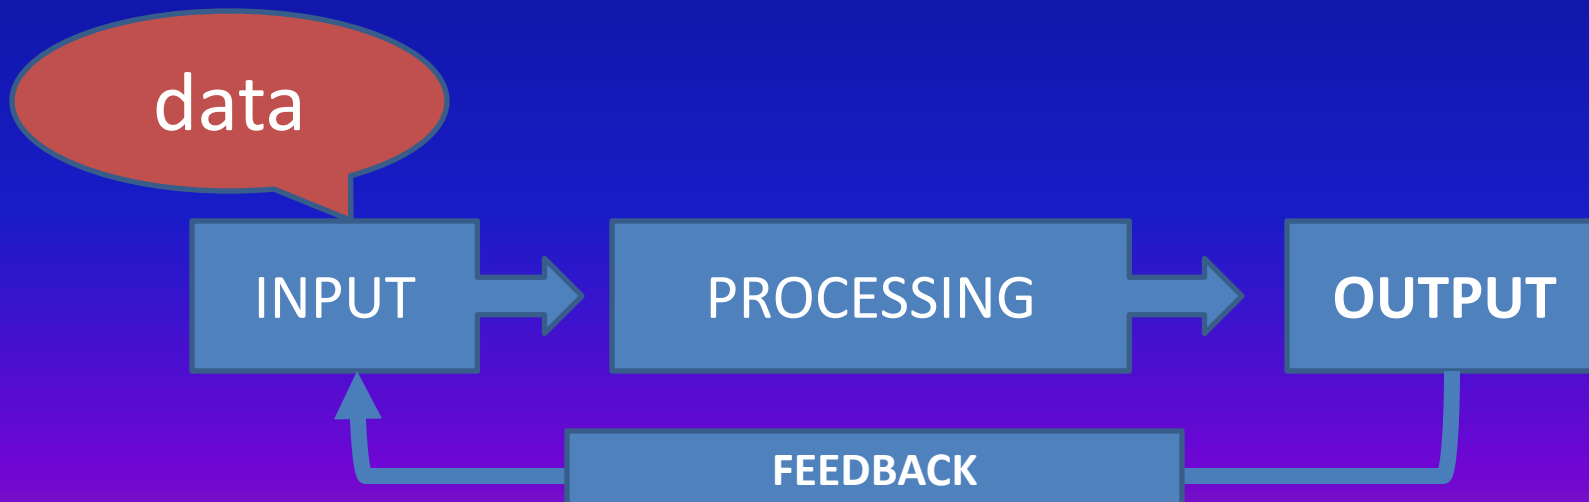 data
INPUT
PROCESSING
OUTPUT
FEEDBACK